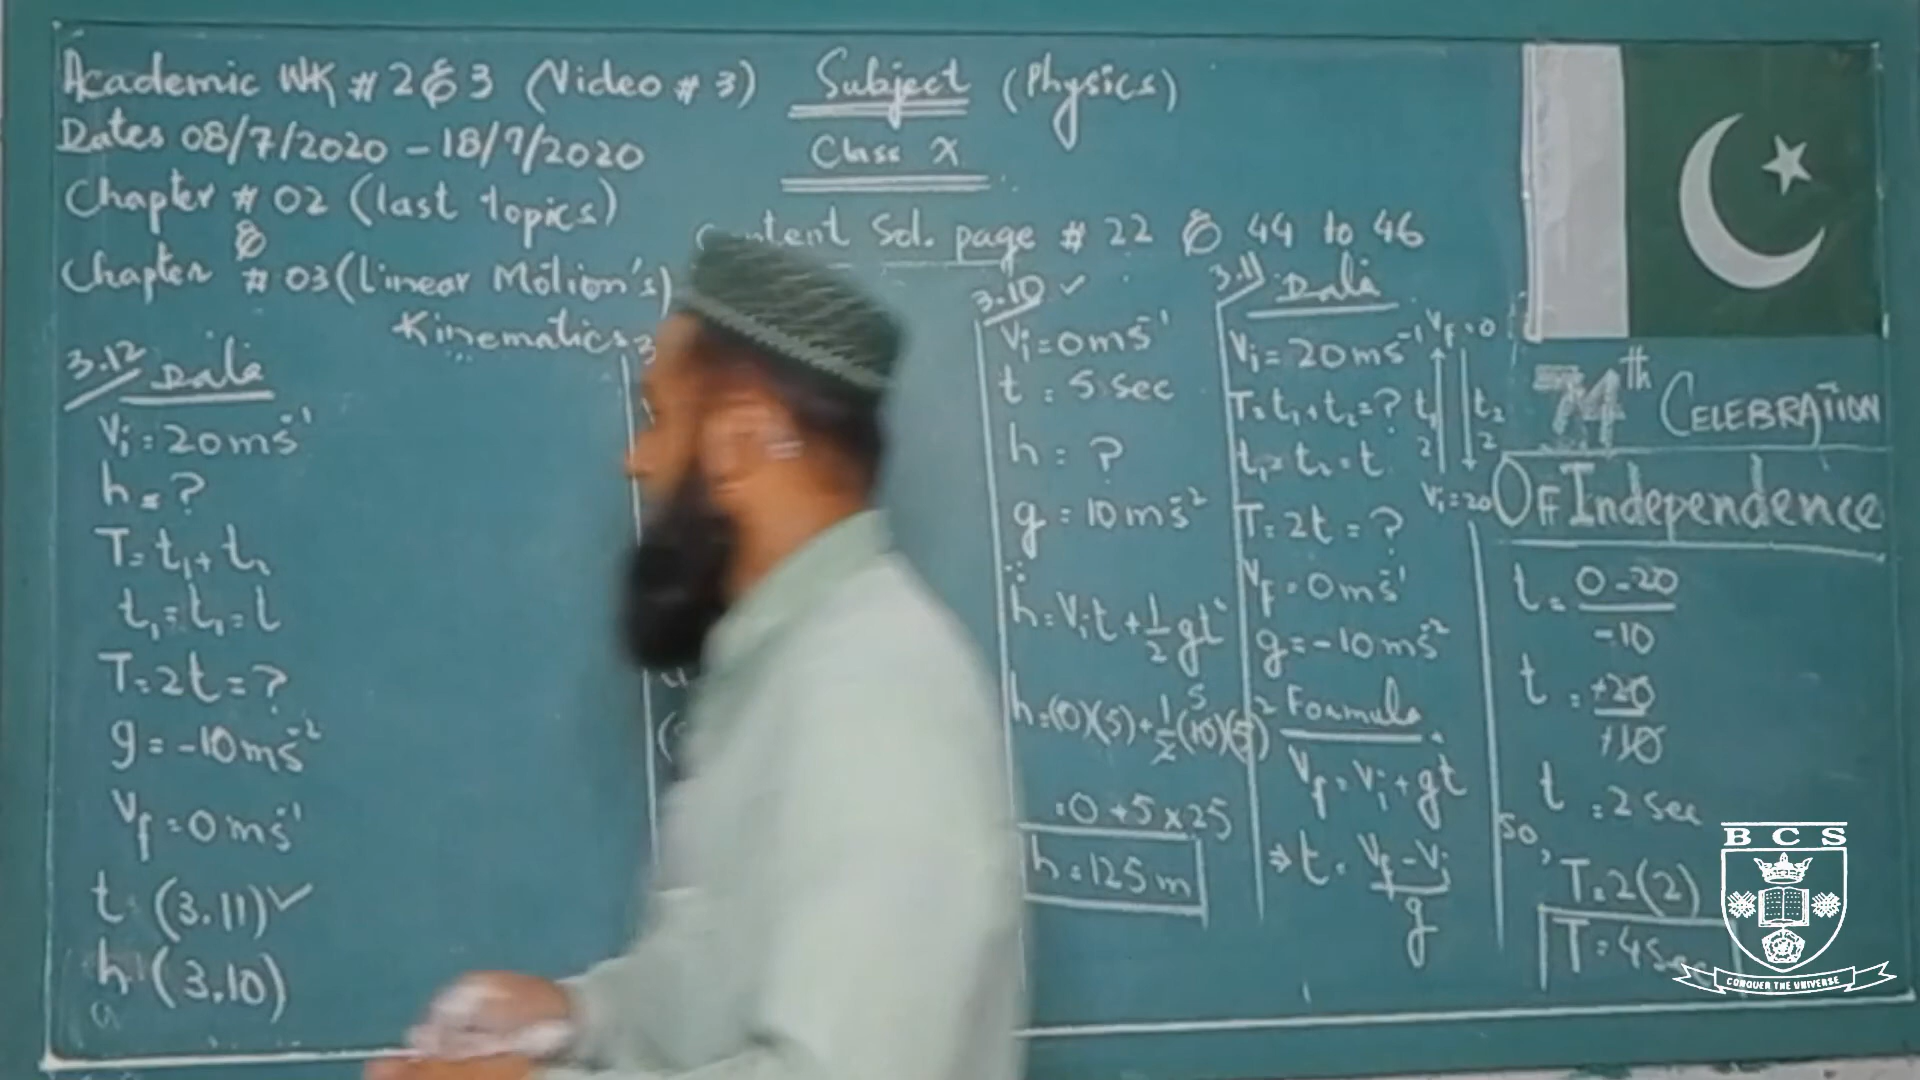 Academic WK # 2 & 3 (Video # 3)
Dates 08/7/2020 - 18/7/2020
Chapter # 02 (last topics)
&
Chapter # 03 (Linear Motion's)
Kinematics
Subject (Physics)
Class X
Sol. page # 22 & 44 to 46
3.12 Data
Vi = 20 ms⁻¹
h = ?
T = t₁ + t₂
t₁ = t₁ = t
T = 2t = ?
g = -10 ms⁻²
Vf = 0 ms⁻¹
t (3.11) ✓
h (3.10)
3.10 ✓
Vi = 0 ms⁻¹
t = 5 sec
h = ?
g = 10 ms⁻²
∴
h = Vit + 1/2 gt²
h = (0)(5) + 1/2 (10)(5)²
5
= 0 + 5 x 25
h = 125 m
3.11 Data
Vi = 20 ms⁻¹
T = t₁ + t₂ = ?
t₁ = t₂ = t
T = 2t = ?
Vf = 0 ms⁻¹
g = -10 ms⁻²
Formula
Vf = Vi + gt
⇒ t = Vf - Vi / g
Vf = 0
t₁ t₂
2 2
Vi = 20
74th CELEBRATION
OF Independence
t = 0 - 20 / -10
t = +20 / +10
t = 2 sec
so,
T = 2(2)
T = 4 sec
BCS
CONQUER THE UNIVERSE